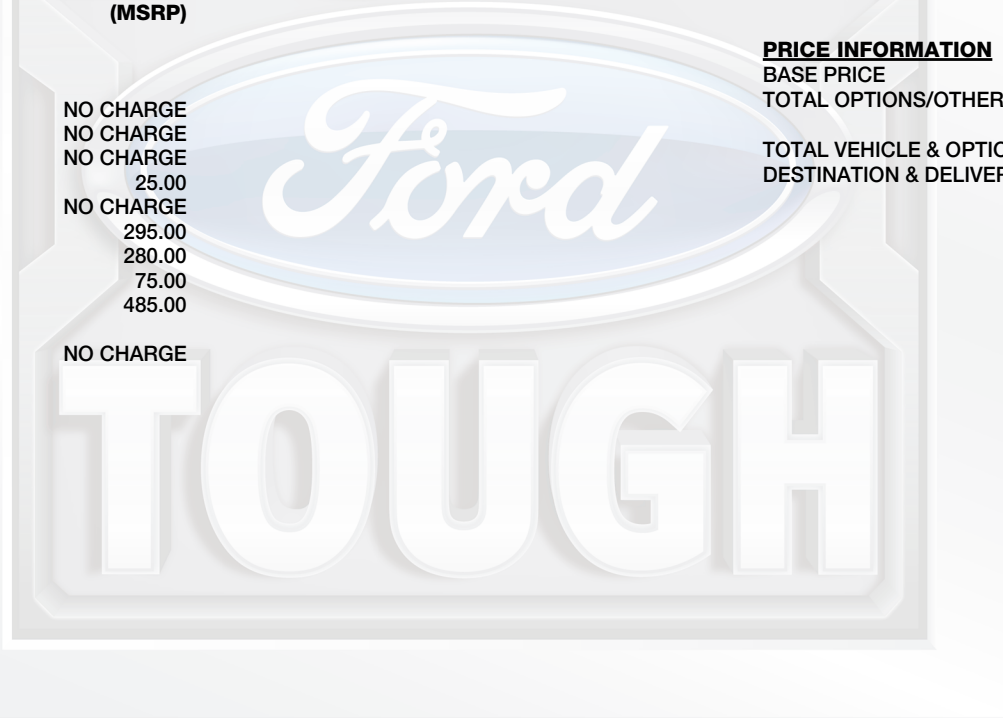 (MSRP)
NO CHARGE
NO CHARGE
NO CHARGE
25.00
NO CHARGE
295.00
280.00
75.00
485.00
NO CHARGE
PRICE INFORMATION
BASE PRICE
TOTAL OPTIONS/OTHER
TOTAL VEHICLE & OPTIO
DESTINATION & DELIVER
Ford
TOUGH